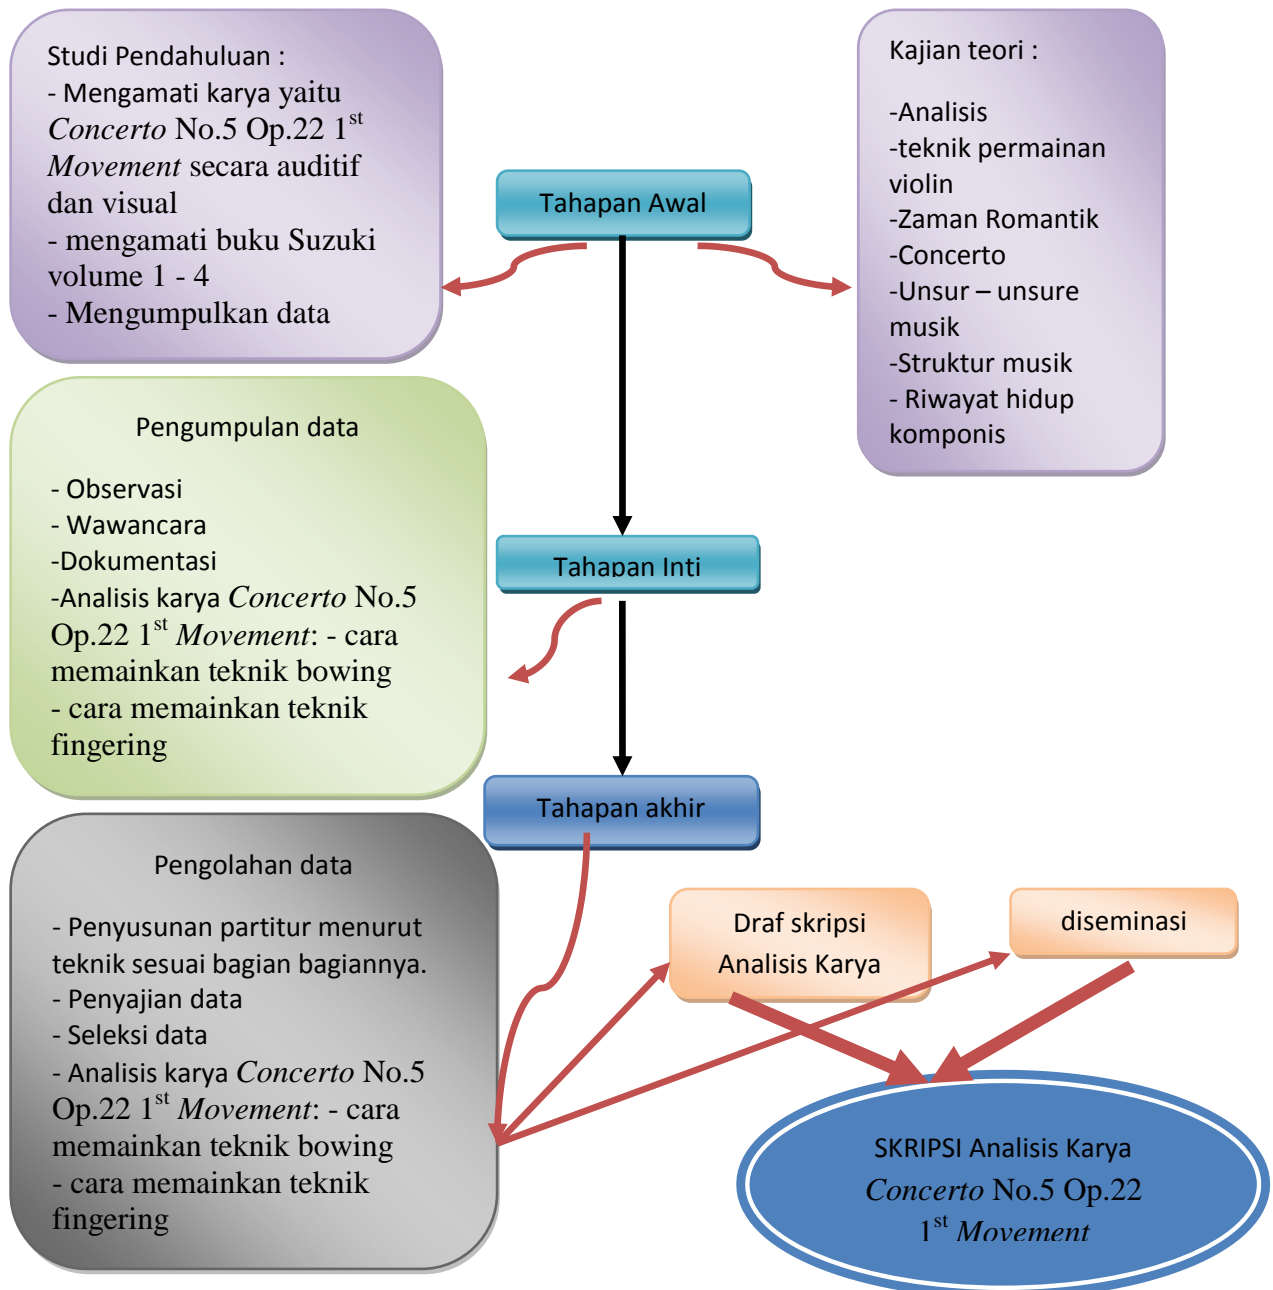 Studi Pendahuluan :
- Mengamati karya yaitu
Concerto No.5 Op.22 1st
Movement secara auditif
dan visual
- mengamati buku Suzuki
volume 1 - 4
- Mengumpulkan data
Tahapan Awal
Kajian teori :
-Analisis
-teknik permainan
violin
-Zaman Romantik
-Concerto
-Unsur – unsure
musik
-Struktur musik
- Riwayat hidup
komponis
Pengumpulan data
- Observasi
- Wawancara
-Dokumentasi
-Analisis karya Concerto No.5
Op.22 1st Movement: - cara
memainkan teknik bowing
- cara memainkan teknik
fingering
Tahapan Inti
Tahapan akhir
Pengolahan data
- Penyusunan partitur menurut
teknik sesuai bagian bagiannya.
- Penyajian data
- Seleksi data
- Analisis karya Concerto No.5
Op.22 1st Movement: - cara
memainkan teknik bowing
- cara memainkan teknik
fingering
Draf skripsi
Analisis Karya
diseminasi
SKRIPSI Analisis Karya
Concerto No.5 Op.22
1st Movement